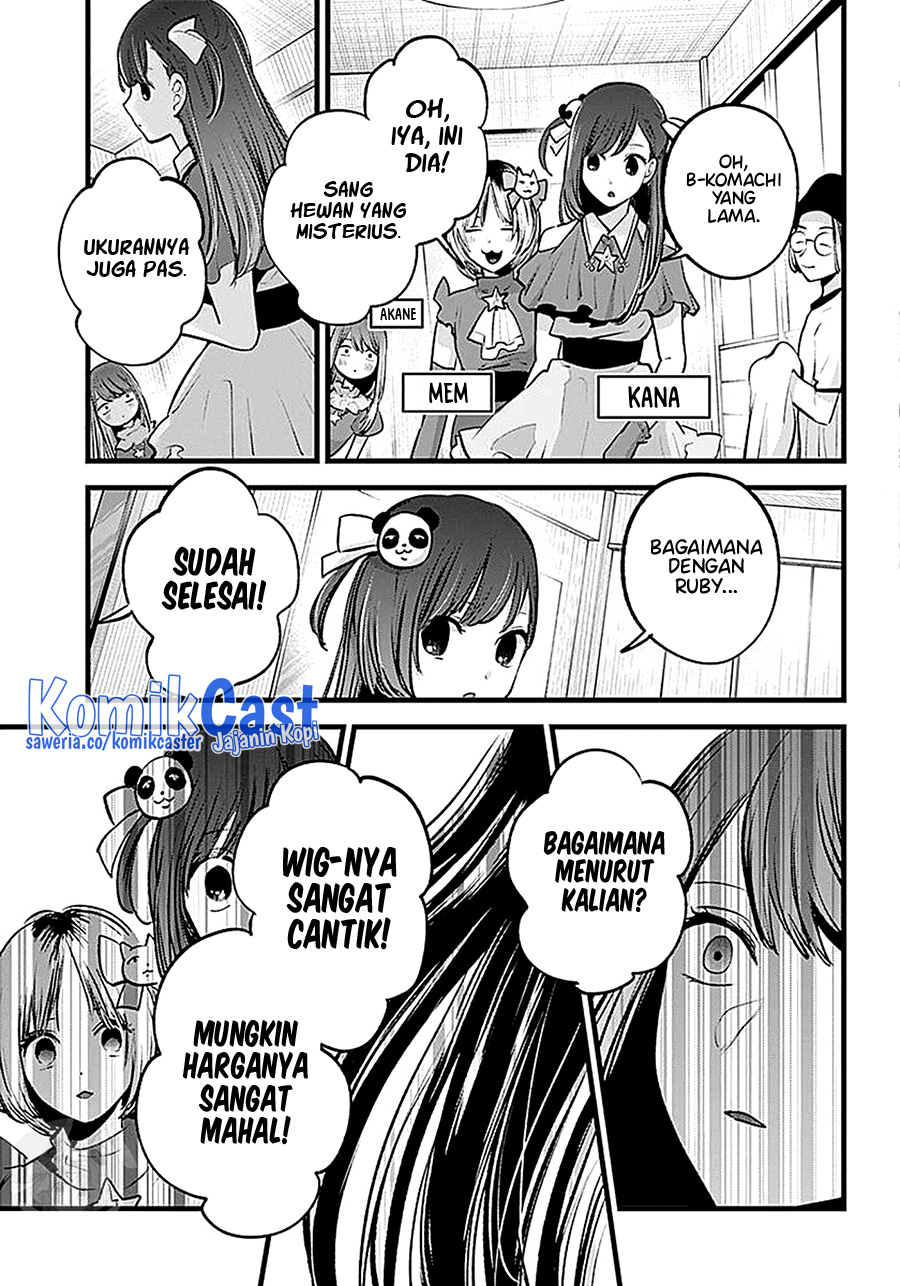 OH,
B-KOMACHI
YANG
LAMA.
OH,
IYA, INI
DIA!
SANG
HEWAN YANG
MISTERIUS.
AKANE
MEM
KANA
UKURANNYA
JUGA PAS.
BAGAIMANA
DENGAN
RUBY...
SUDAH
SELESAI!
KomikCast
saweria.co/komikcaster Jajanin Kopi
BAGAIMANA
MENURUT
KALIAN?
WIG-NYA
SANGAT
CANTIK!
MUNGKIN
HARGANYA
SANGAT
MAHAL!